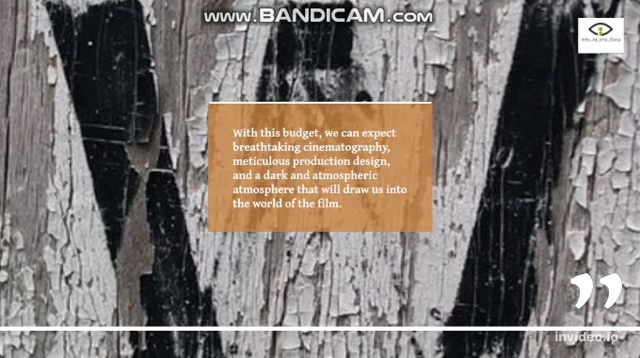 www.BANDICAM.com
With this budget, we can expect
breathtaking cinematography,
meticulous production design,
and a dark and atmospheric
atmosphere that will draw us into
the world of the film.
”
invideo.io